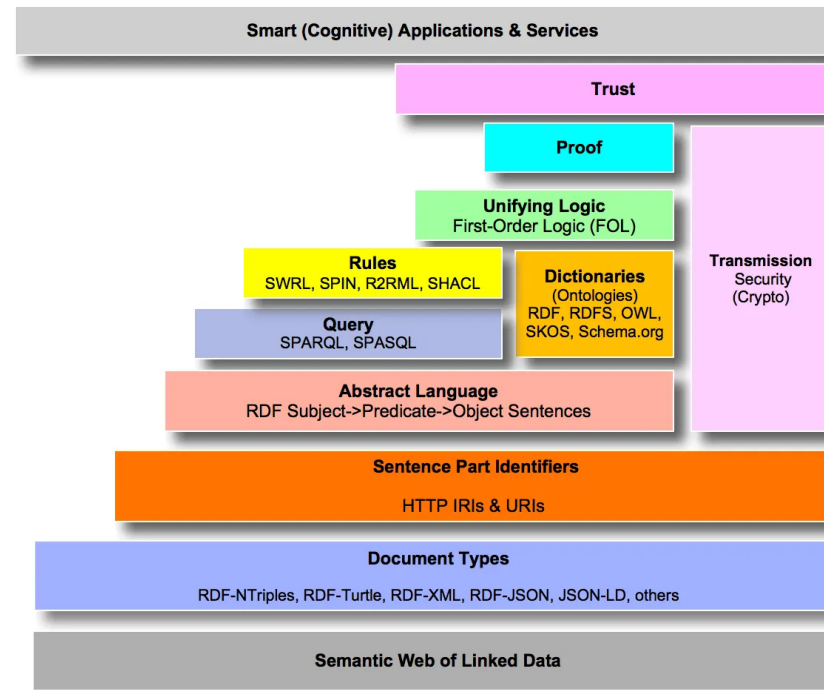 Smart (Cognitive) Applications & Services
Trust
Proof
Unifying Logic
First-Order Logic (FOL)
Rules
SWRL, SPIN, R2RML, SHACL
Dictionaries
(Ontologies)
RDF, RDFS, OWL,
SKOS, Schema.org
Transmission
Security
(Crypto)
Query
SPARQL, SPASQL
Abstract Language
RDF Subject->Predicate->Object Sentences
Sentence Part Identifiers
HTTP IRIs & URIs
Document Types
RDF-NTriples, RDF-Turtle, RDF-XML, RDF-JSON, JSON-LD, others
Semantic Web of Linked Data